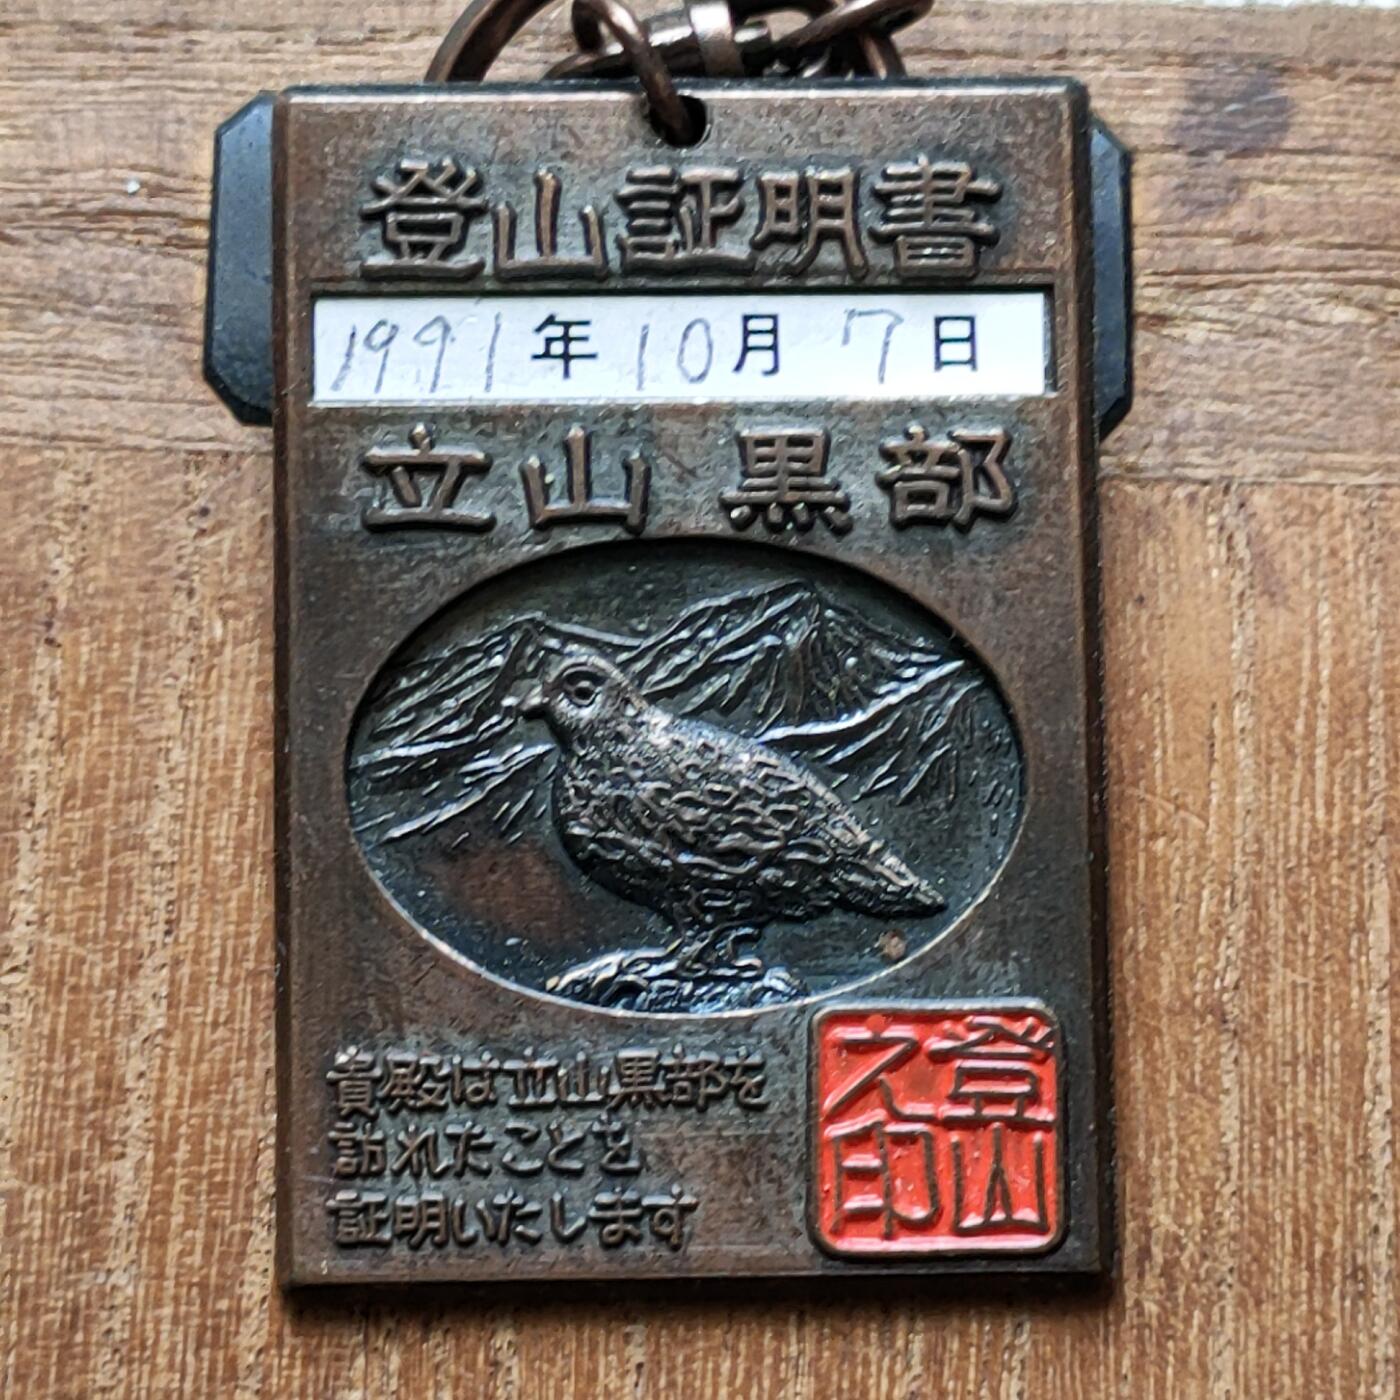 登山証明書
1991年10月7日
立山 黒部
貴殿は立山黒部を
訪れたことを
証明いたします
登山
之印